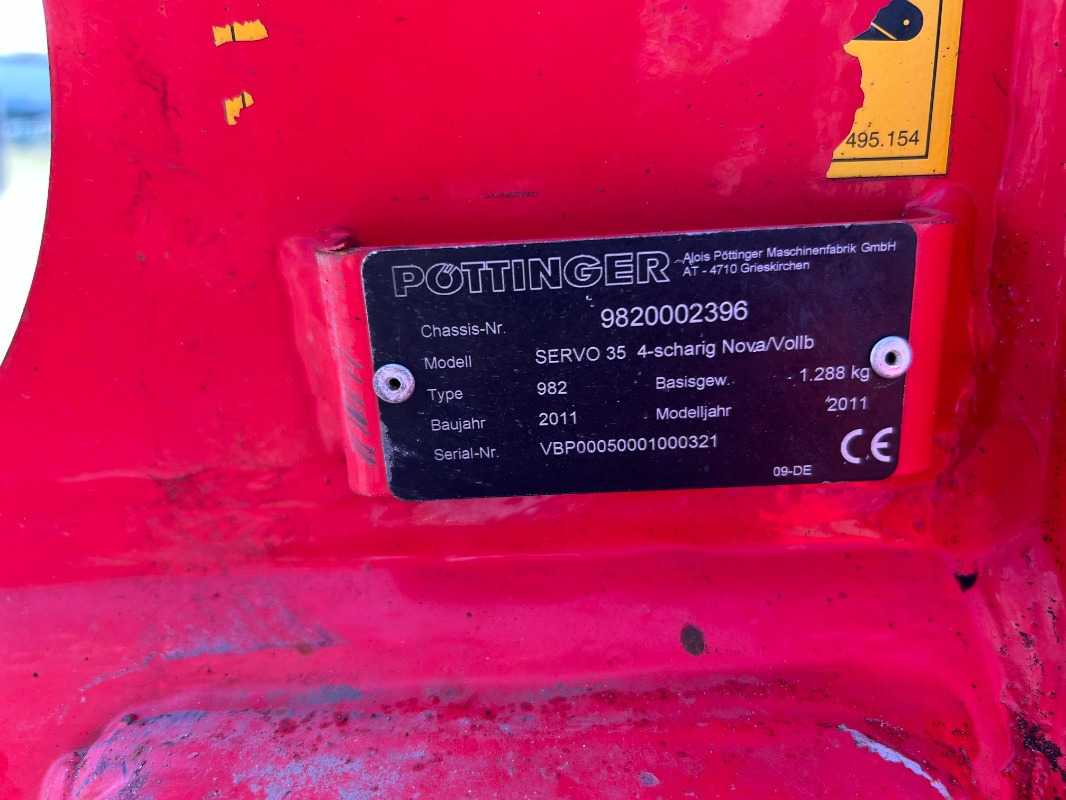 495.154
PÖTTINGER
Alois Pöttinger Maschinenfabrik GmbH
AT - 4710 Grieskirchen
Chassis-Nr. 9820002396
Modell SERVO 35 4-scharig Nova/Vollb
Type 982 Basisgew. 1.288 kg
Baujahr 2011 Modelljahr 2011
Serial-Nr. VBP00050001000321
CE
09-DE